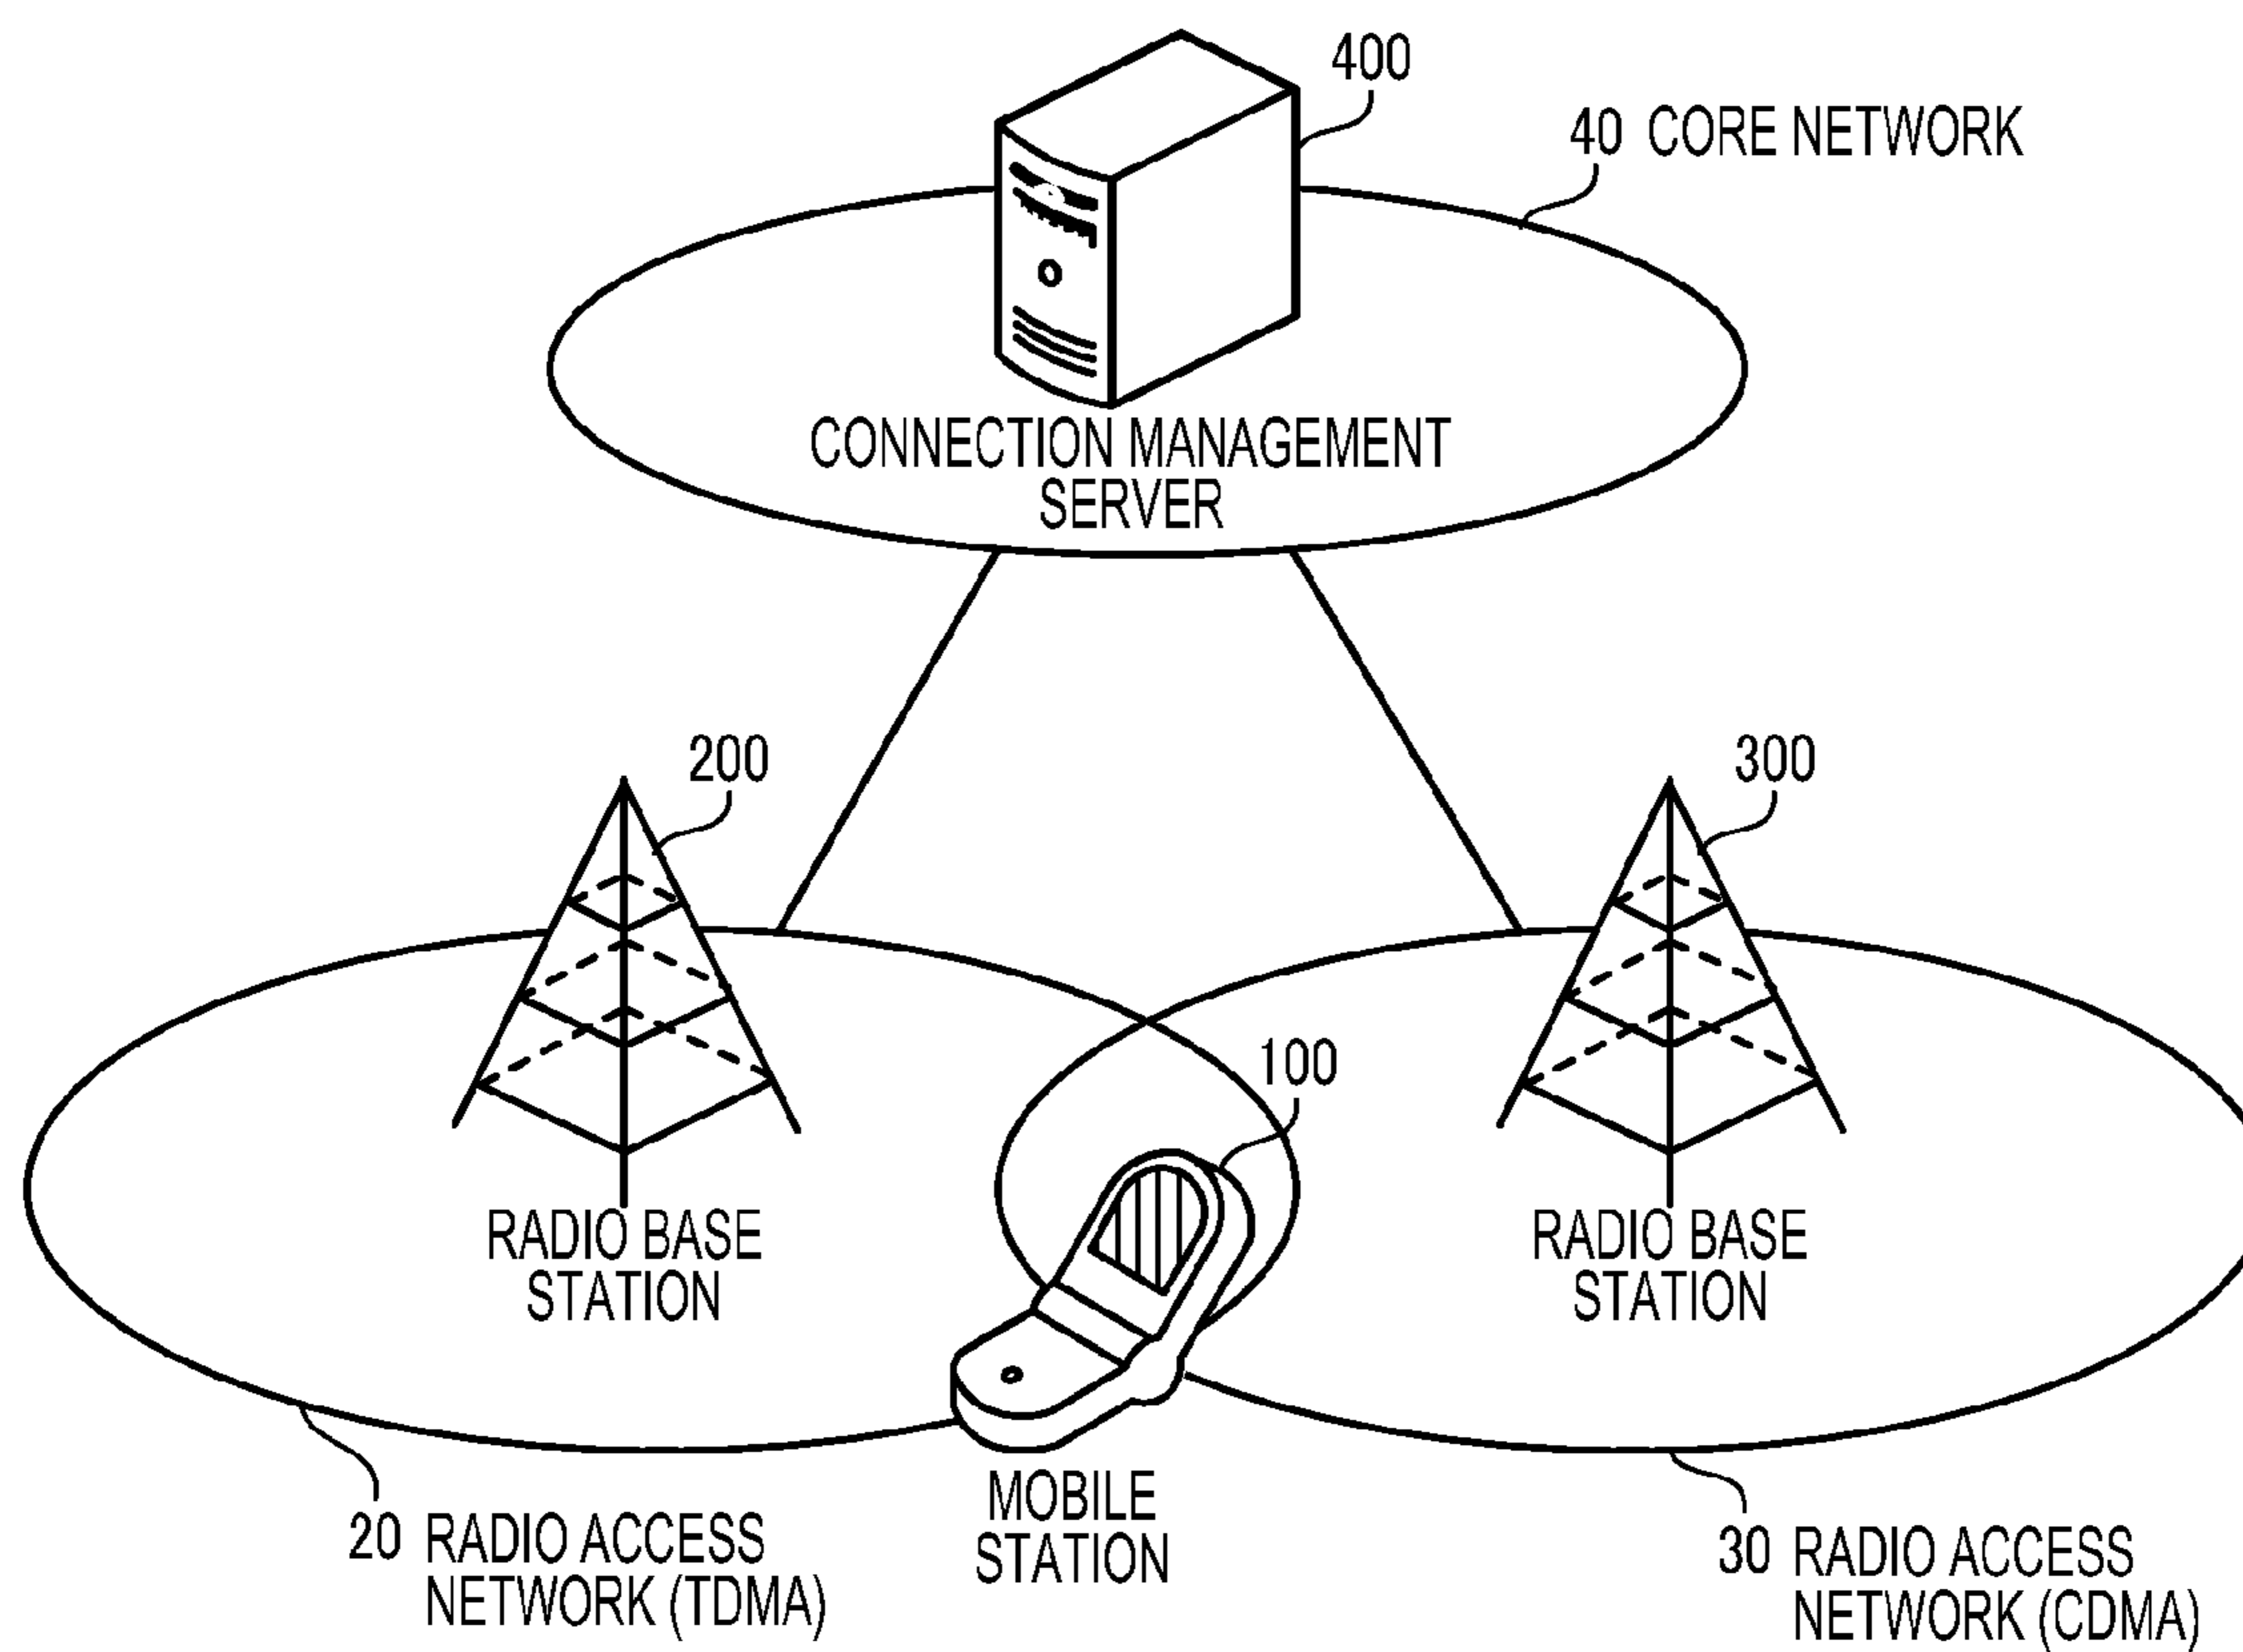 400
40 CORE NETWORK
CONNECTION MANAGEMENT
SERVER
200
300
100
RADIO BASE
STATION
RADIO BASE
STATION
MOBILE
STATION
20 RADIO ACCESS
NETWORK (TDMA)
30 RADIO ACCESS
NETWORK (CDMA)